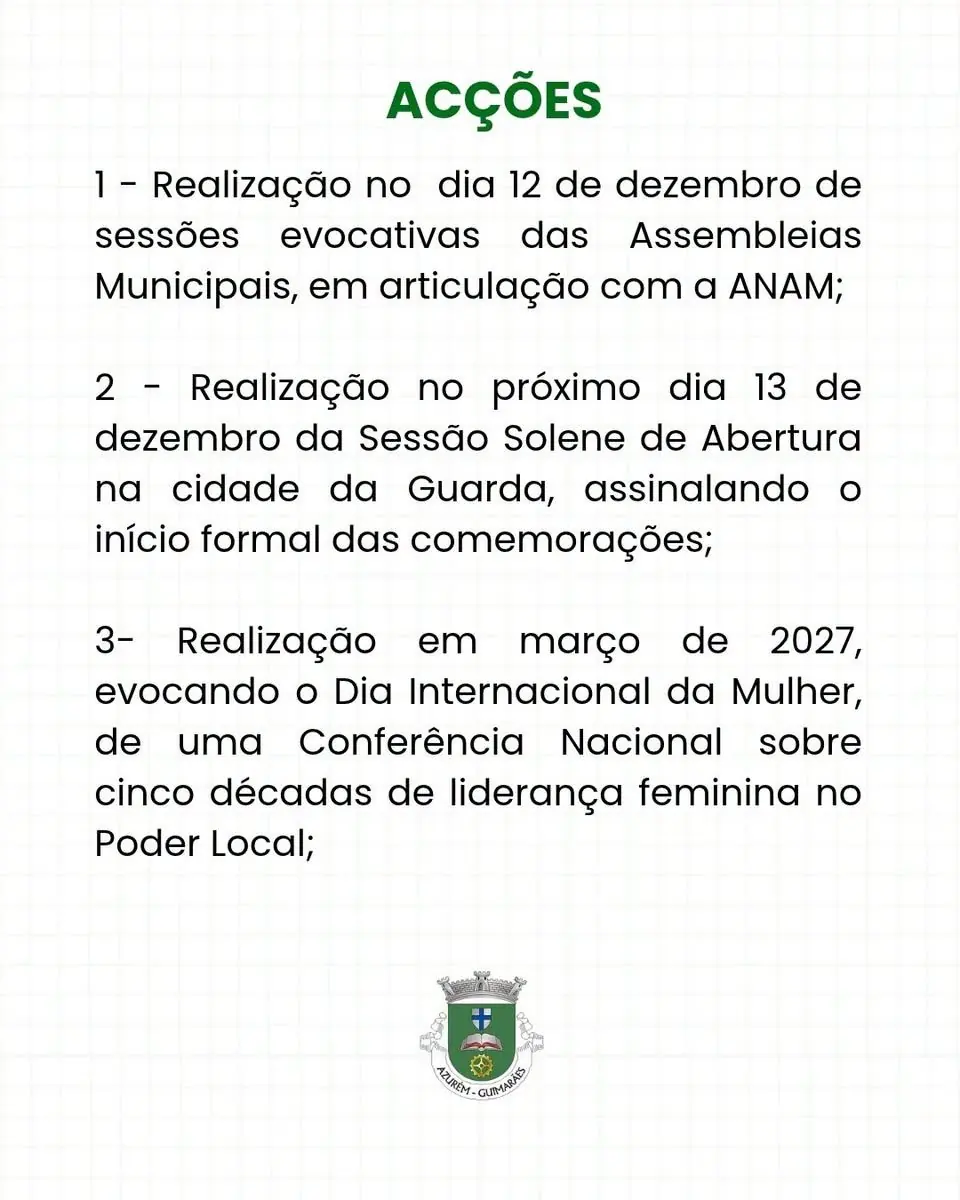 ACÇÕES
1 - Realização no  dia 12 de dezembro de
sessões evocativas das Assembleias
Municipais, em articulação com a ANAM;
2 - Realização no próximo dia 13 de
dezembro da Sessão Solene de Abertura
na cidade da Guarda, assinalando o
início formal das comemorações;
3- Realização em março de 2027,
evocando o Dia Internacional da Mulher,
de uma Conferência Nacional sobre
cinco décadas de liderança feminina no
Poder Local;
AZURÉM - GUIMARÃES